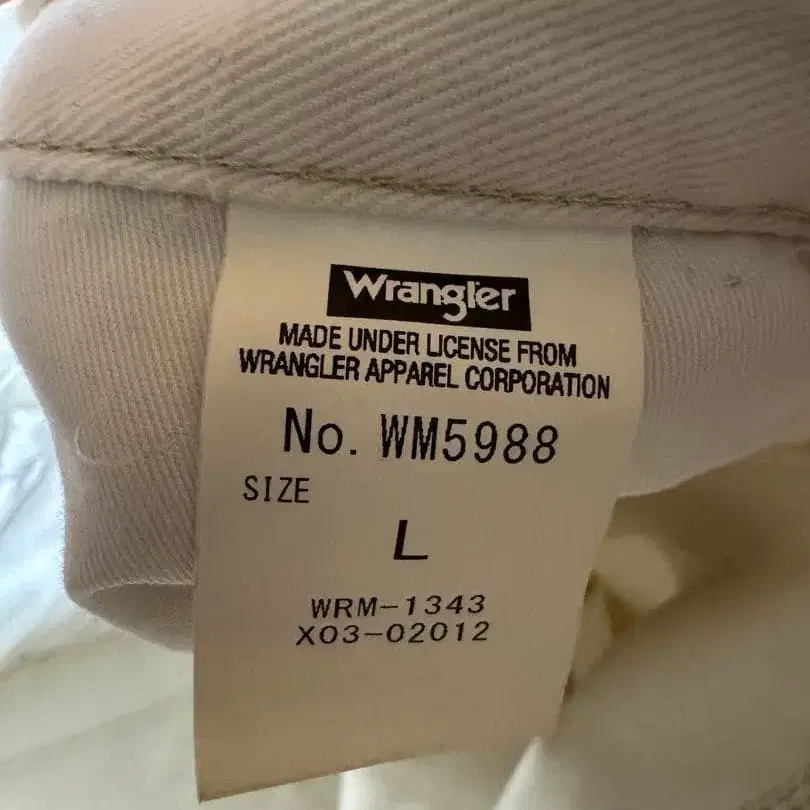 Wrangler
MADE UNDER LICENSE FROM
WRANGLER APPAREL CORPORATION
No. WM5988
SIZE
L
WRM-1343
X03-02012